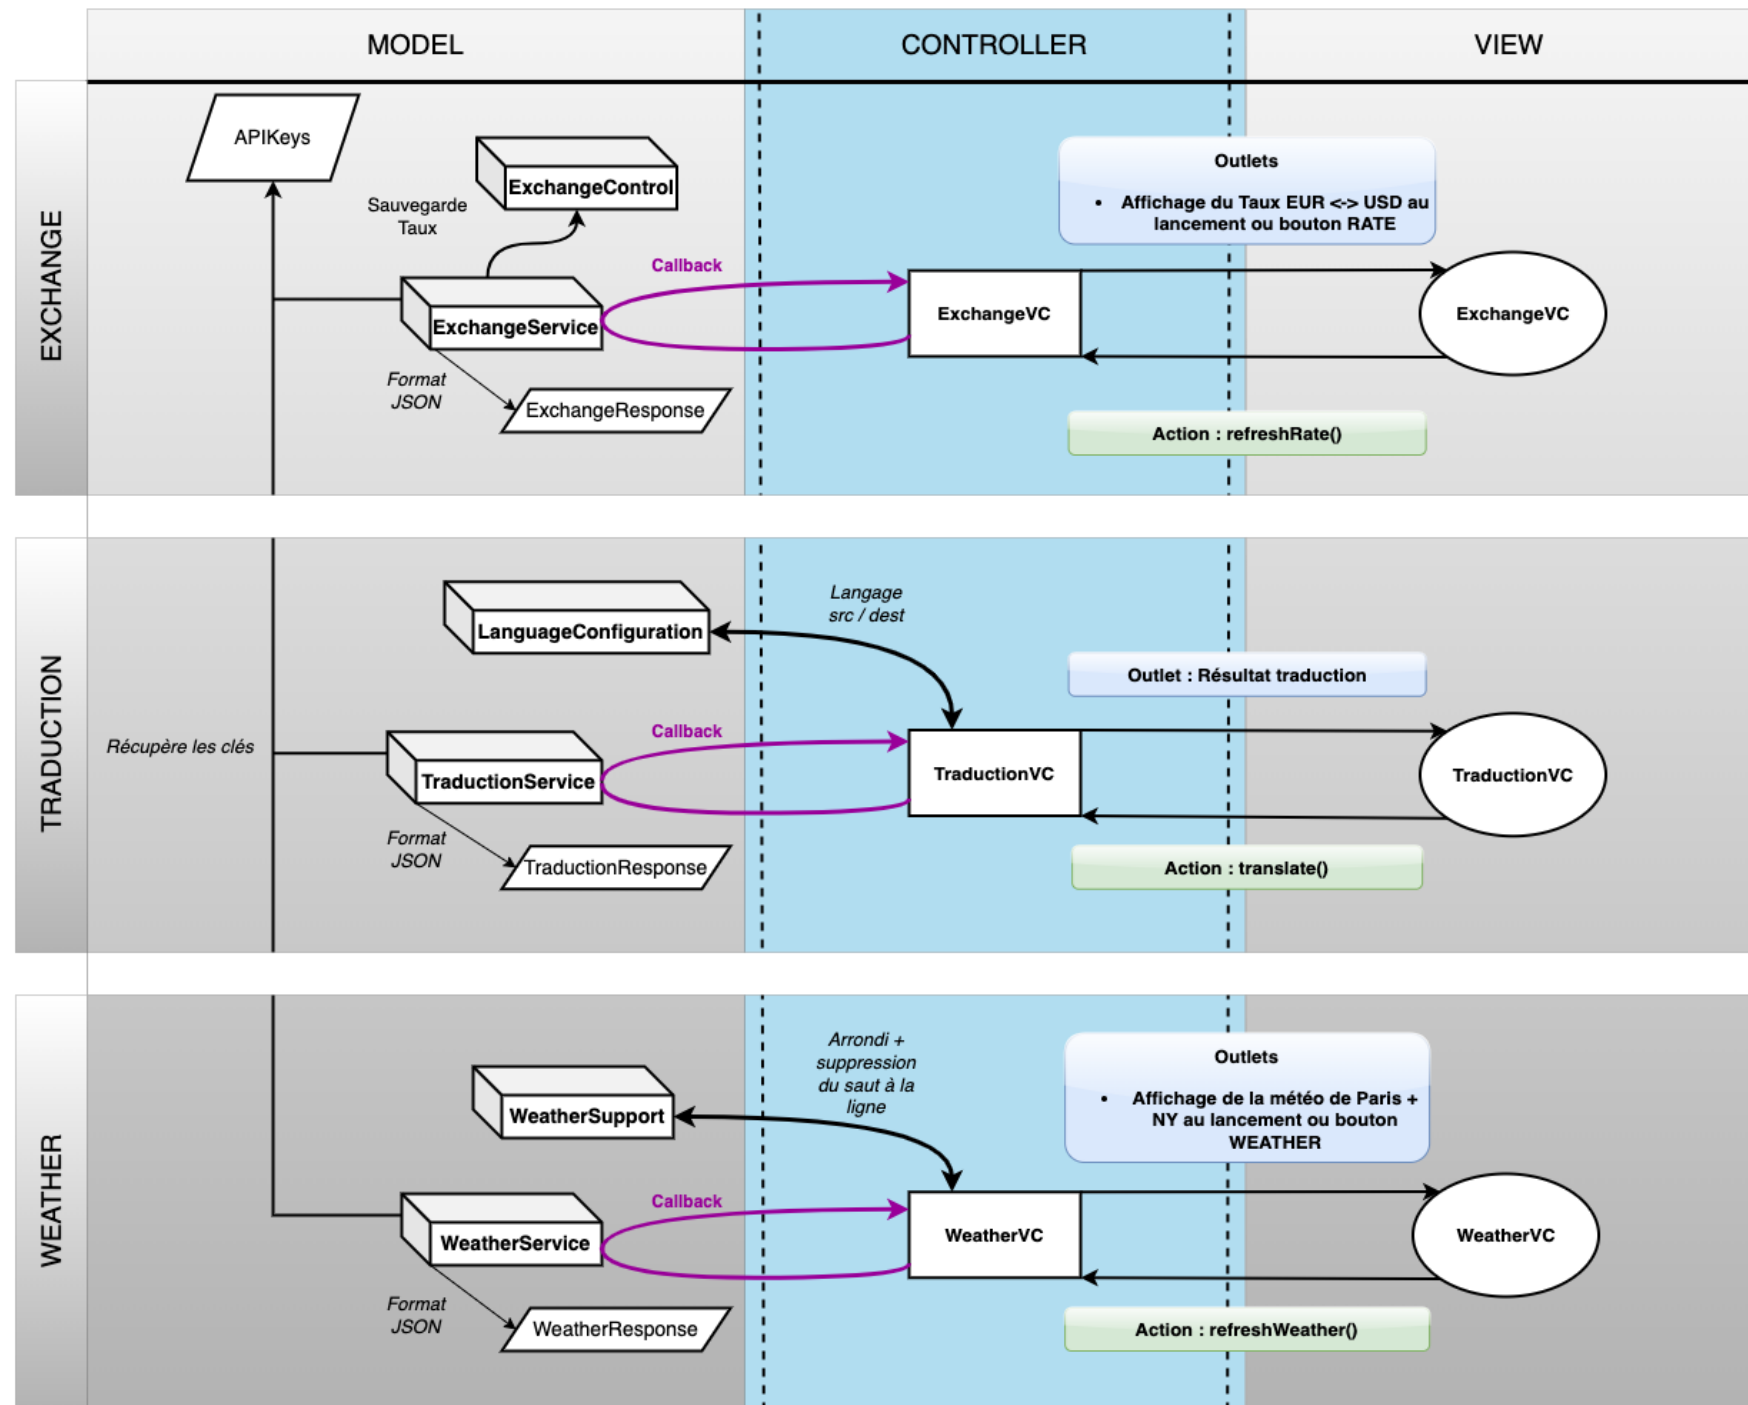 MODEL
CONTROLLER
VIEW
EXCHANGE
APIKeys
ExchangeControl
Sauvegarde
Taux
Outlets
• Affichage du Taux EUR <-> USD au
lancement ou bouton RATE
Callback
ExchangeService
ExchangeVC
ExchangeVC
Format
JSON
ExchangeResponse
Action : refreshRate()
TRADUCTION
Langage
src / dest
LanguageConfiguration
Outlet : Résultat traduction
Callback
Récupère les clés
TraductionService
TraductionVC
TraductionVC
Format
JSON
TraductionResponse
Action : translate()
WEATHER
Arrondi +
suppression
du saut à la
ligne
WeatherSupport
Outlets
• Affichage de la météo de Paris +
NY au lancement ou bouton
WEATHER
Callback
WeatherService
WeatherVC
WeatherVC
Format
JSON
WeatherResponse
Action : refreshWeather()